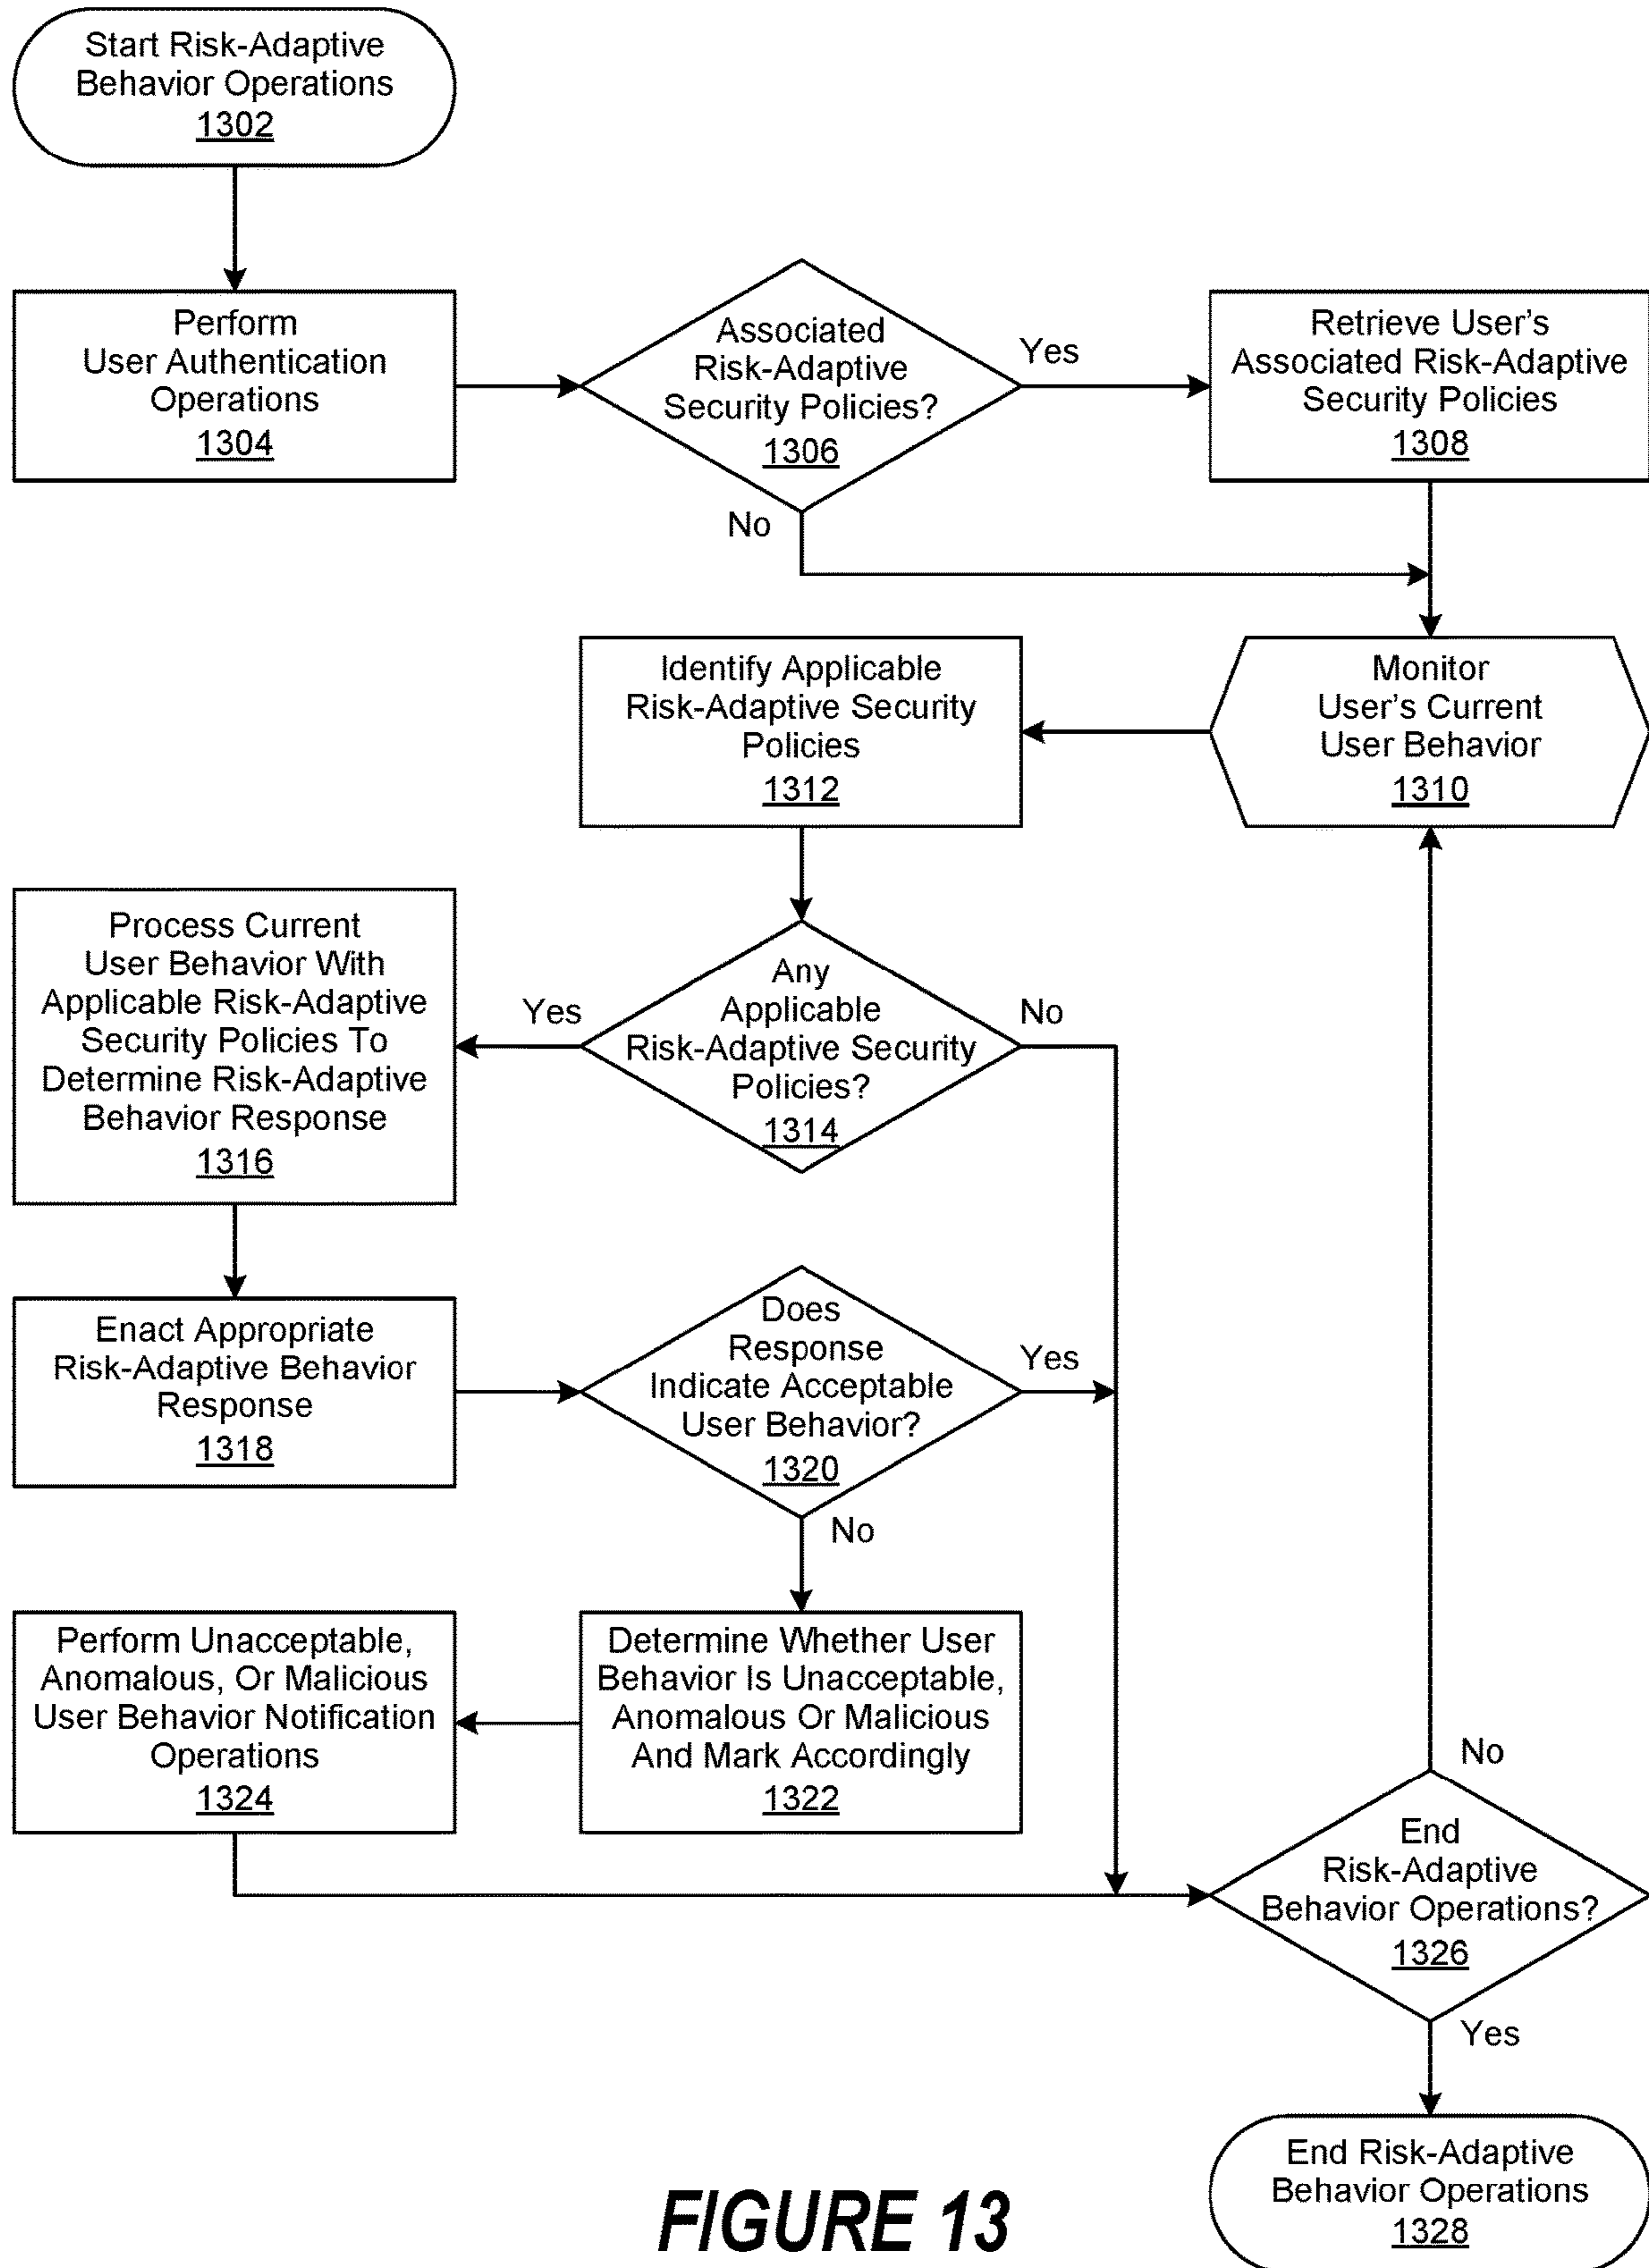 Start Risk-Adaptive
Behavior Operations
1302
Perform
User Authentication
Operations
1304
Associated
Risk-Adaptive
Security Policies?
1306
Yes
No
Retrieve User’s
Associated Risk-Adaptive
Security Policies
1308
Monitor
User’s Current
User Behavior
1310
Identify Applicable
Risk-Adaptive Security
Policies
1312
Any
Applicable
Risk-Adaptive Security
Policies?
1314
Yes
No
Process Current
User Behavior With
Applicable Risk-Adaptive
Security Policies To
Determine Risk-Adaptive
Behavior Response
1316
Enact Appropriate
Risk-Adaptive Behavior
Response
1318
Does
Response
Indicate Acceptable
User Behavior?
1320
Yes
No
Determine Whether User
Behavior Is Unacceptable,
Anomalous Or Malicious
And Mark Accordingly
1322
Perform Unacceptable,
Anomalous, Or Malicious
User Behavior Notification
Operations
1324
No
End
Risk-Adaptive
Behavior Operations?
1326
Yes
End Risk-Adaptive
Behavior Operations
1328
FIGURE 13